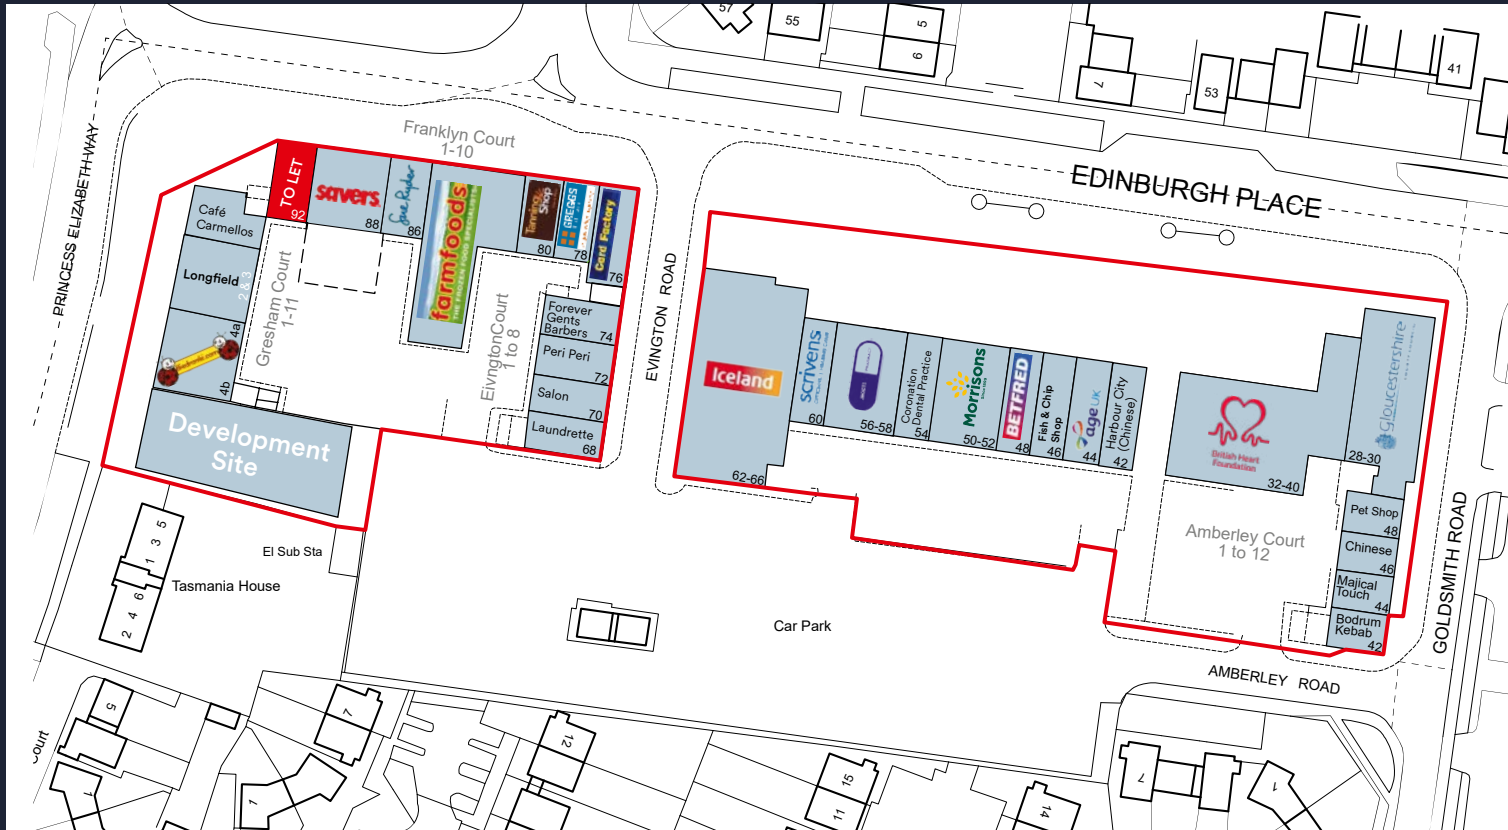 57
55
5
6
7
53
41
Franklyn Court
1-10
PRINCESS ELIZABETH WAY
EDINBURGH PLACE
TO LET
92
savers
88
Sue Ryder
86
farmfoods
THE FROZEN FOOD SPECIALISTS
Tanning
Shop
80
GREGGS
78
Card Factory
76
Café
Carmellos
Longfield
2 & 3
4a
4b
Gresham Court
1-11
EivngtonCourt
1 to 8
Forever
Gents
Barbers
74
Peri Peri
72
Salon
70
Laundrette
68
Development
Site
EVINGTON ROAD
Iceland
62-66
scrivens
60
56-58
Coronation
Dental Practice
54
Morrisons
50-52
BETFRED
48
Fish & Chip
Shop
46
age UK
44
Harbour City
(Chinese)
42
British Heart
Foundation
32-40
Gloucestershire
28-30
Pet Shop
48
Chinese
46
Majical
Touch
44
Bodrum
Kebab
42
Amberley Court
1 to 12
GOLDSMITH ROAD
AMBERLEY ROAD
El Sub Sta
Tasmania House
1 3 5
2 4 6
Car Park
Court
5
7
1
1
12
15
11
14
7
1